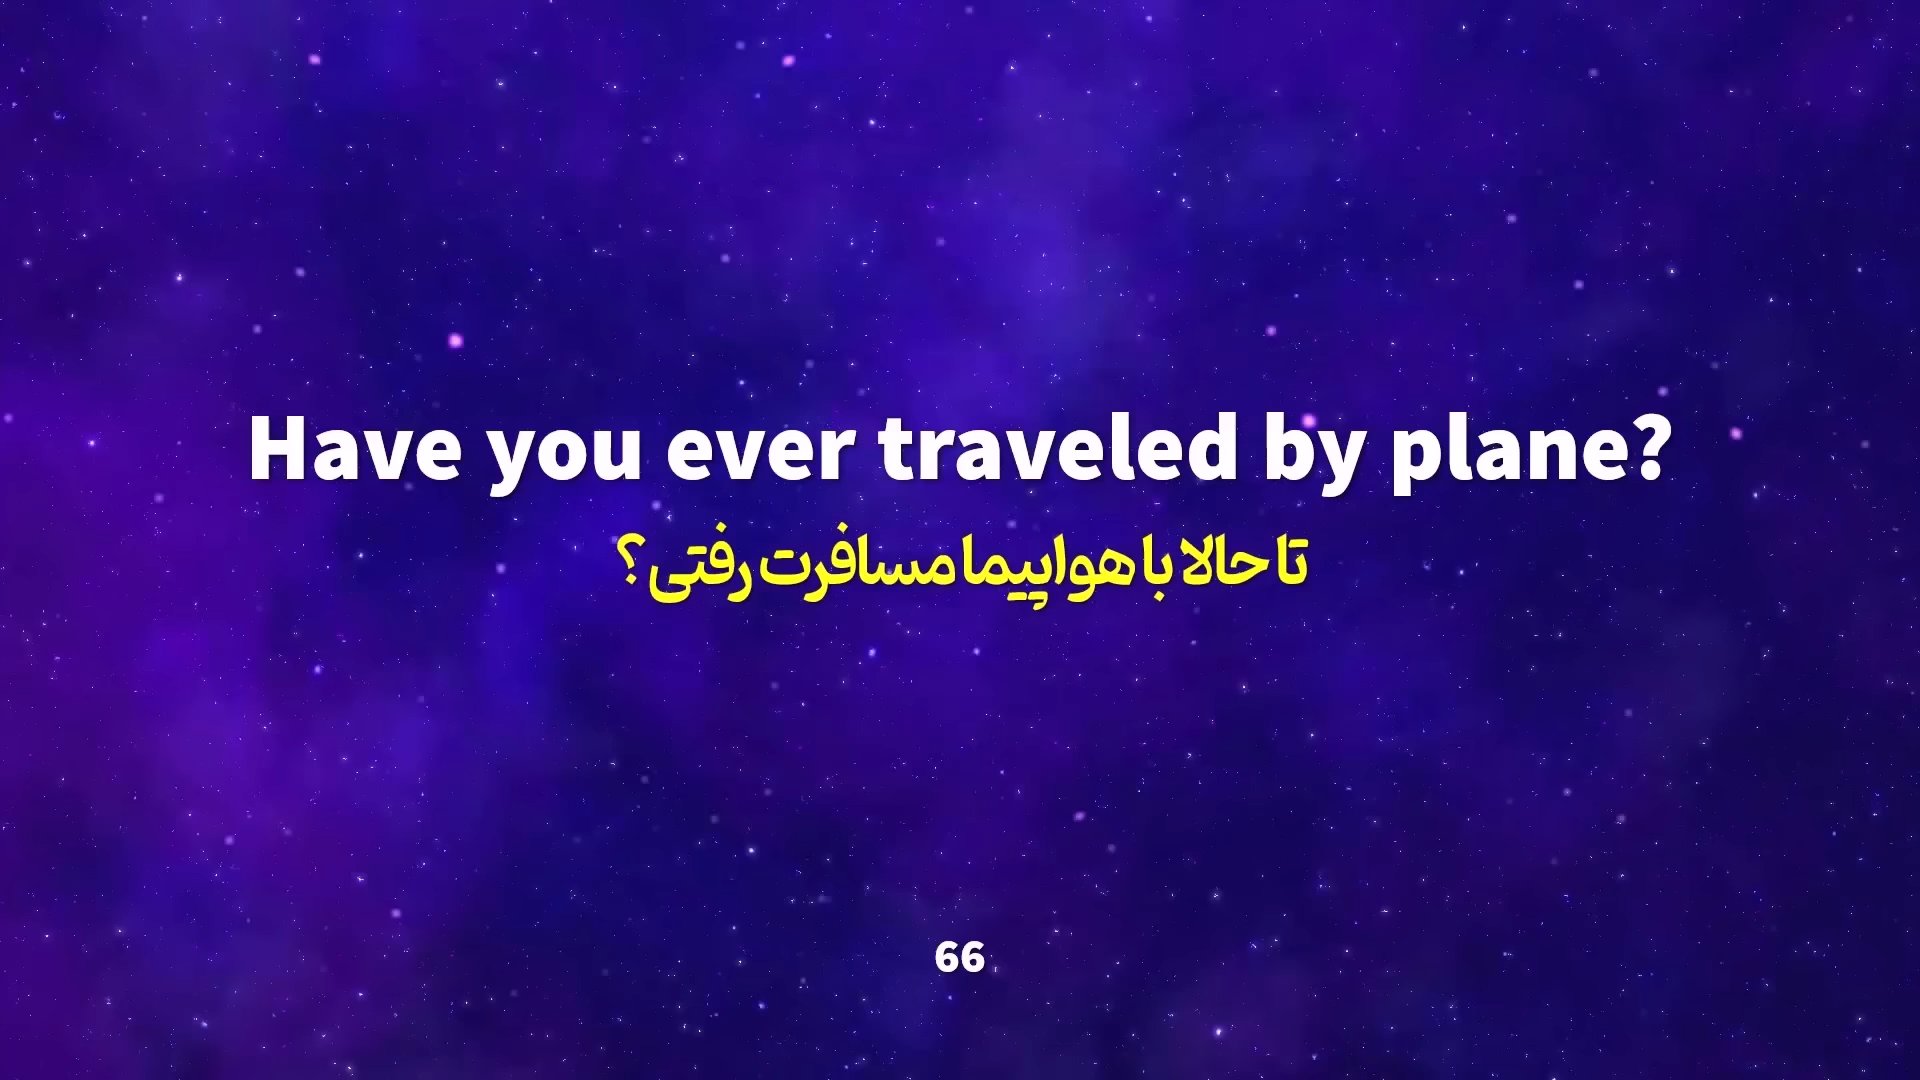 Have you ever traveled by plane?
تا حالا با هواپیما مسافرت رفتی ؟
66